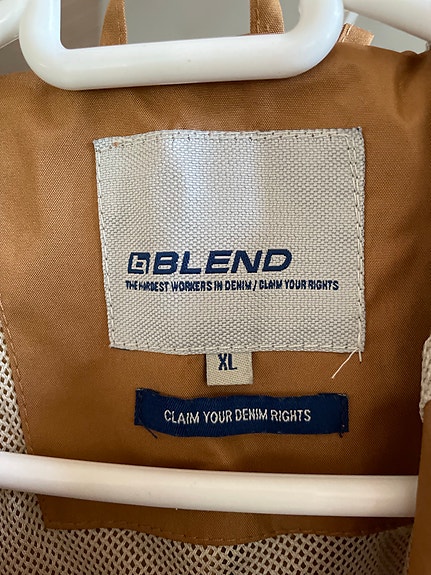 BLEND
THE HARDEST WORKERS IN DENIM / CLAIM YOUR RIGHTS
XL
CLAIM YOUR DENIM RIGHTS